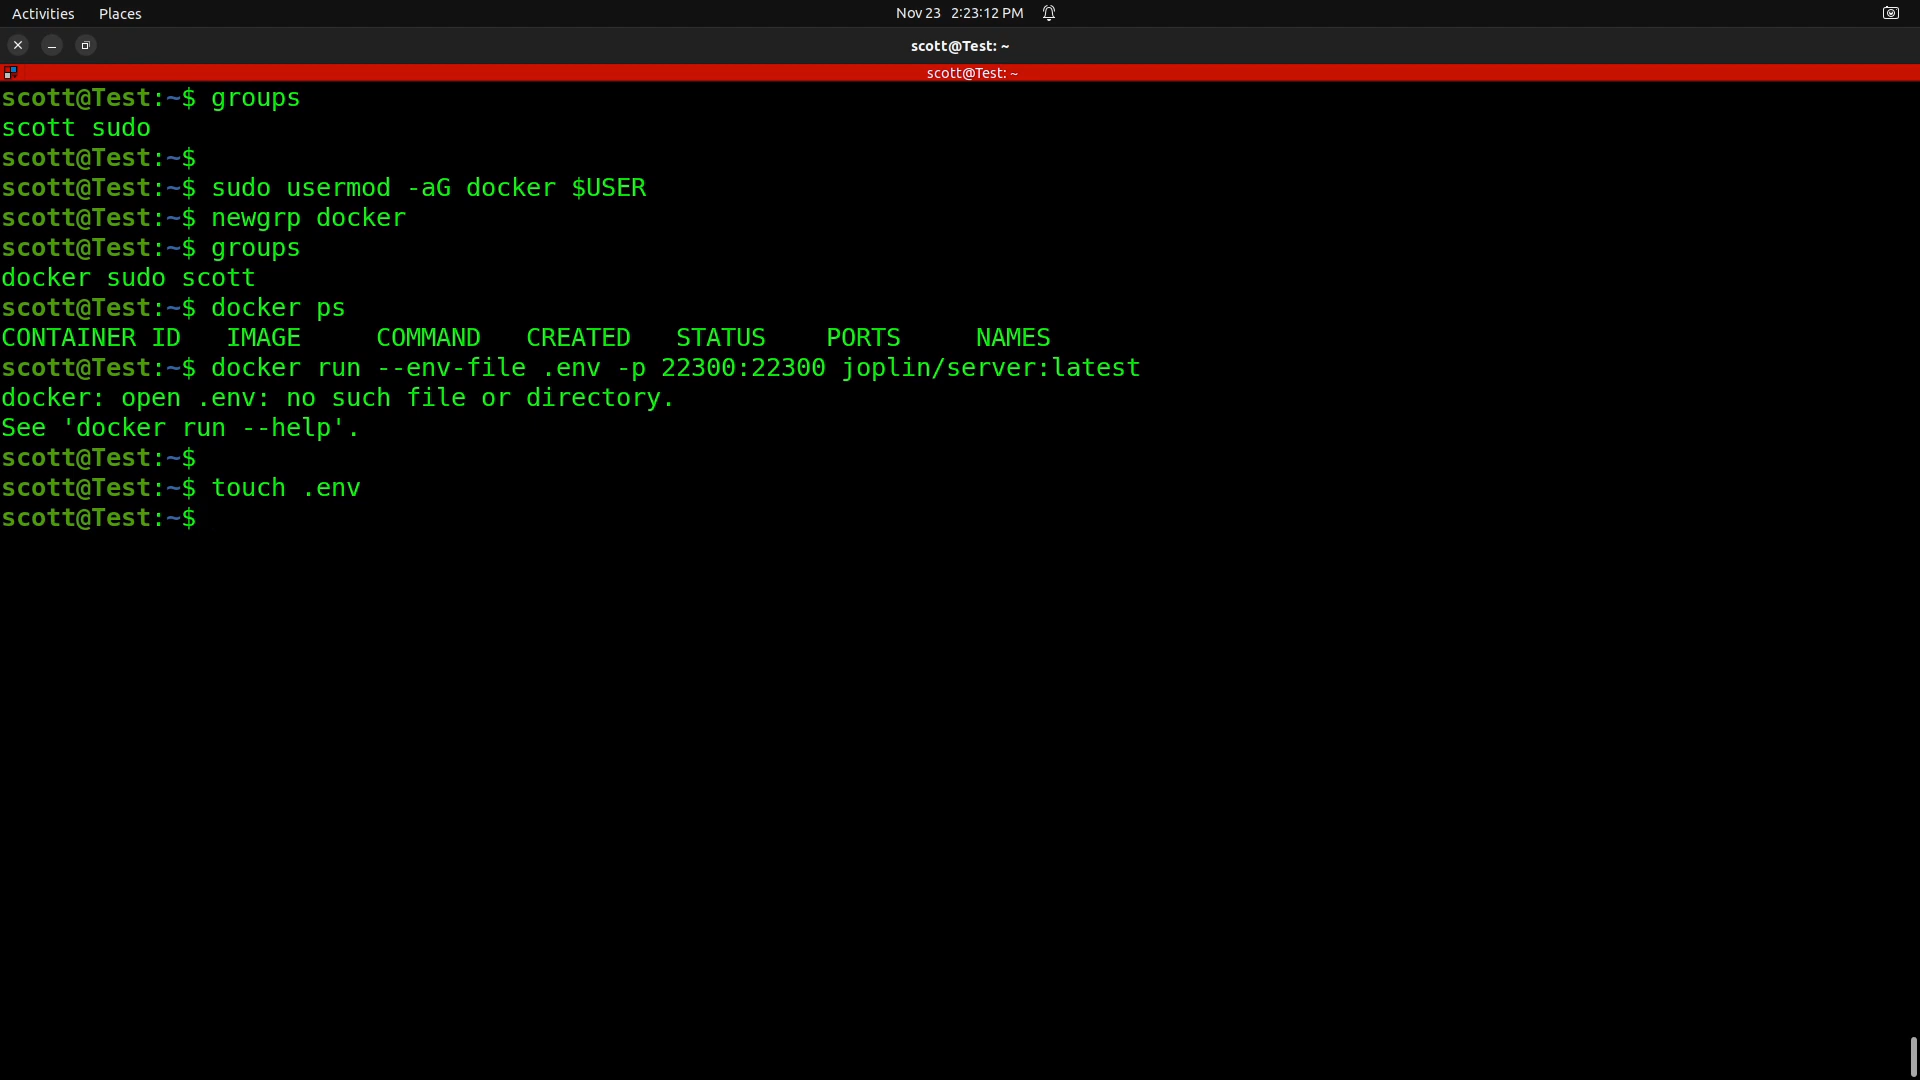 Activities Places Nov 23 2:23:12 PM
scott@Test: ~
scott@Test: ~
scott@Test:~$ groups
scott sudo
scott@Test:~$
scott@Test:~$ sudo usermod -aG docker $USER
scott@Test:~$ newgrp docker
scott@Test:~$ groups
docker sudo scott
scott@Test:~$ docker ps
CONTAINER ID   IMAGE     COMMAND   CREATED   STATUS    PORTS     NAMES
scott@Test:~$ docker run --env-file .env -p 22300:22300 joplin/server:latest
docker: open .env: no such file or directory.
See 'docker run --help'.
scott@Test:~$
scott@Test:~$ touch .env
scott@Test:~$